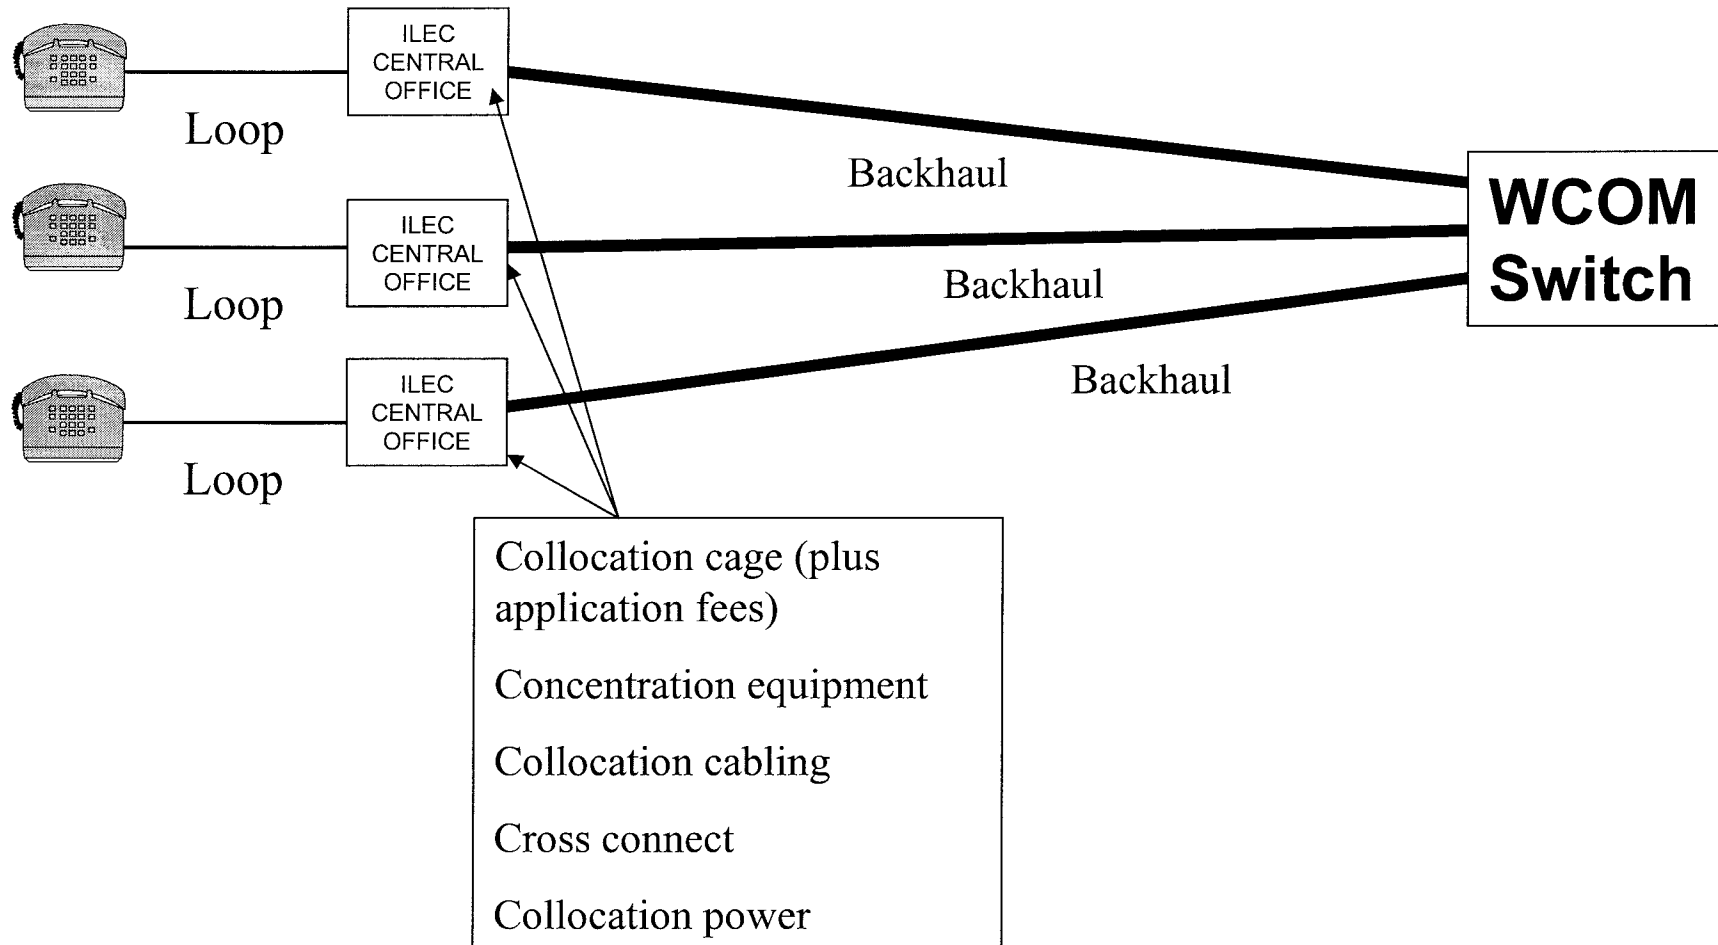 ILEC
CENTRAL
OFFICE
Loop
Backhaul
ILEC
CENTRAL
OFFICE
Loop
Backhaul
WCOM
Switch
ILEC
CENTRAL
OFFICE
Loop
Backhaul
Collocation cage (plus
application fees)
Concentration equipment
Collocation cabling
Cross connect
Collocation power